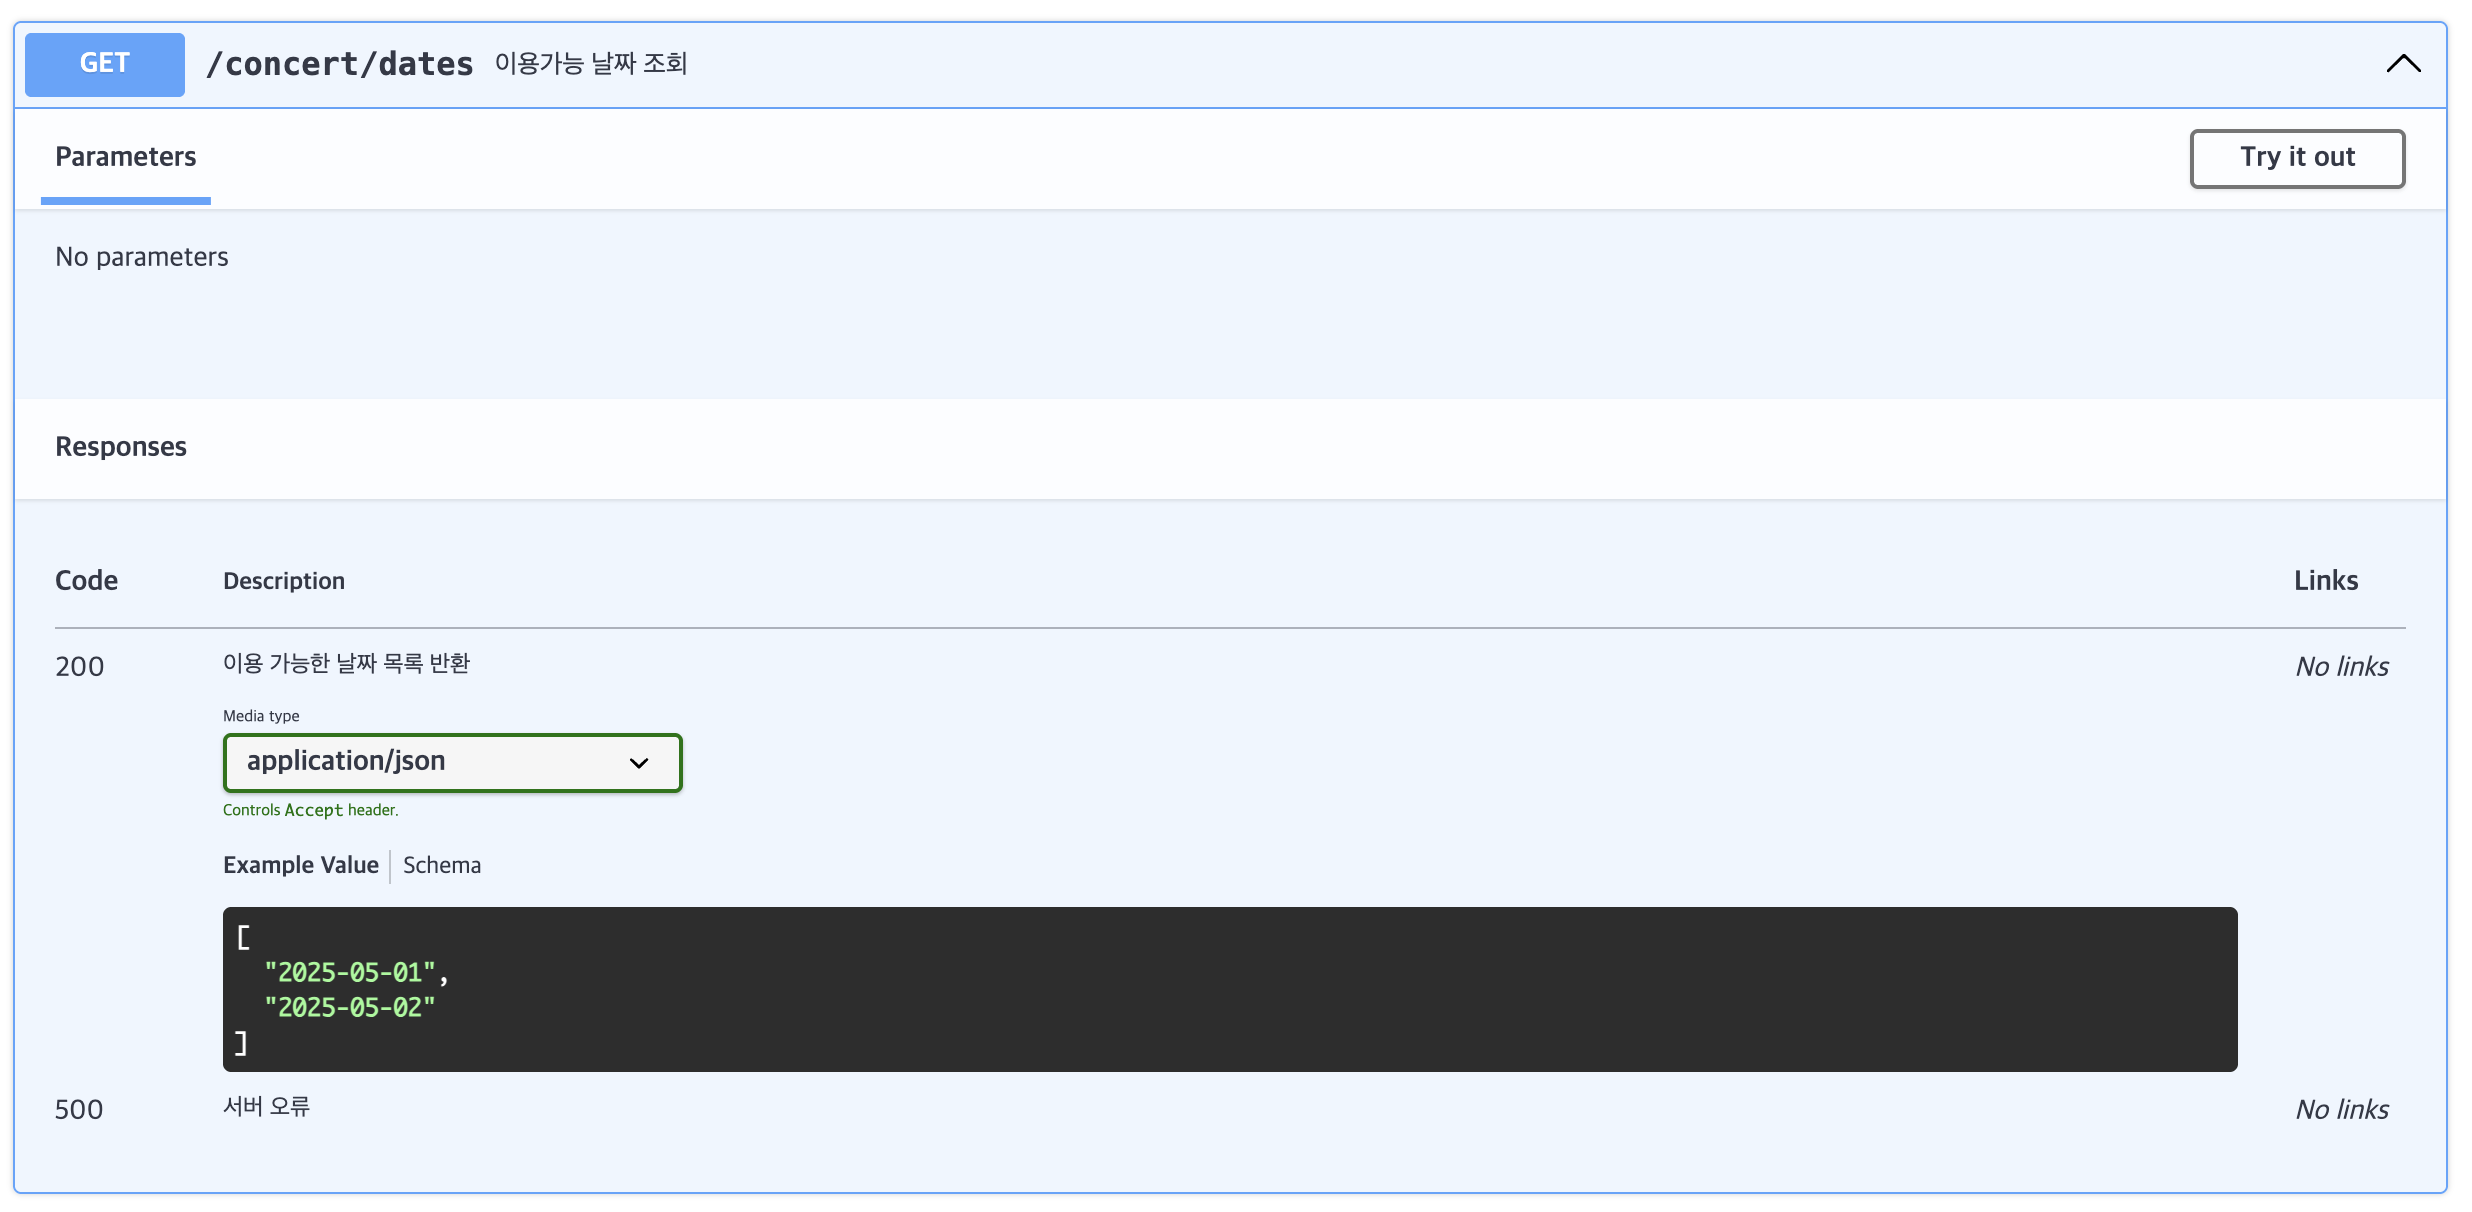 GET /concert/dates 이용가능 날짜 조회
Parameters Try it out
No parameters
Responses
Code Description Links
200 이용 가능한 날짜 목록 반환 No links
Media type
application/json
Controls Accept header.
Example Value Schema
[
"2025-05-01",
"2025-05-02"
]
500 서버 오류 No links